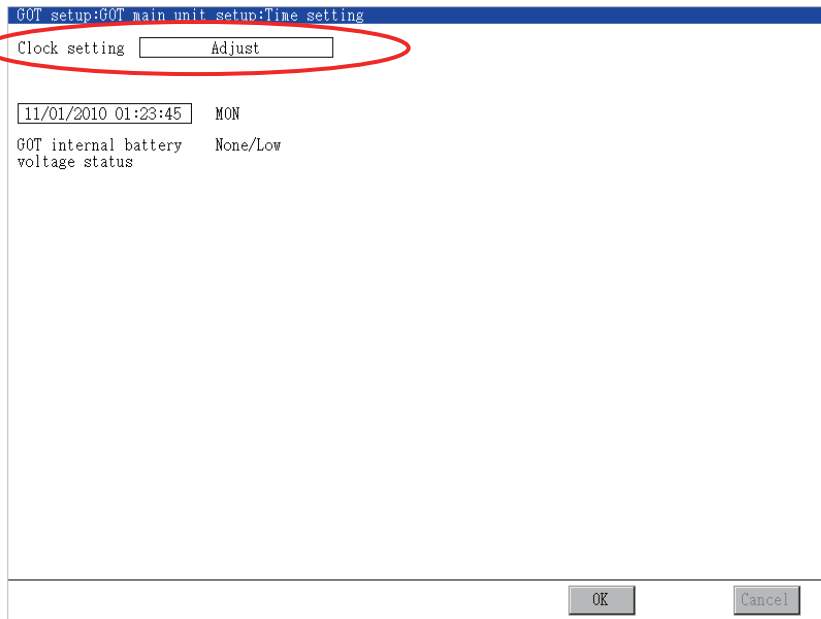 GOT setup:GOT main unit setup:Time setting
Clock setting Adjust
11/01/2010 01:23:45 MON
GOT internal battery None/Low
voltage status
OK Cancel